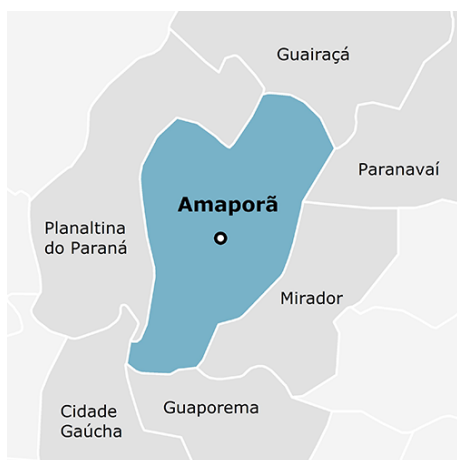 Guairaçá
Paranavaí
Amaporã
Planaltina
do Paraná
Mirador
Cidade
Gaúcha
Guaporema